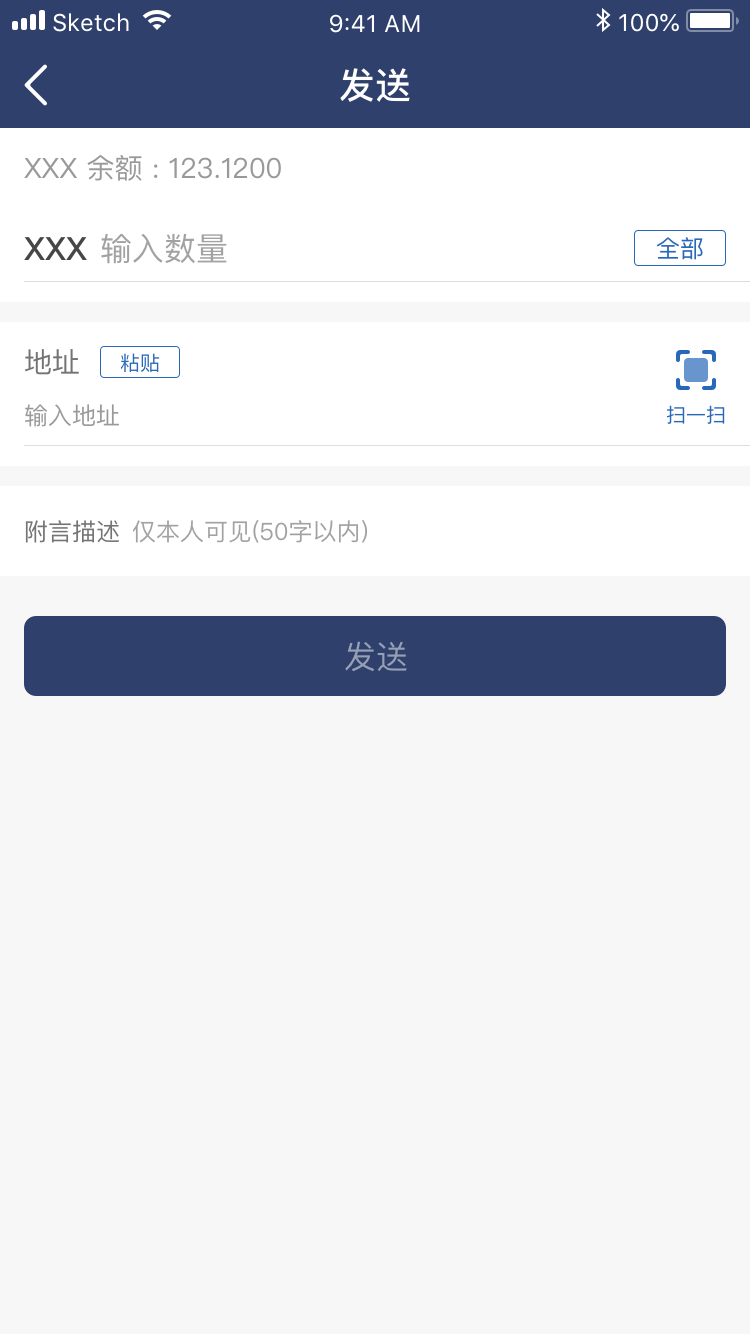 Sketch 9:41 AM 100%
发送
XXX 余额 : 123.1200
XXX 输入数量 全部
地址 粘贴
输入地址 扫一扫
附言描述 仅本人可见(50字以内)
发送